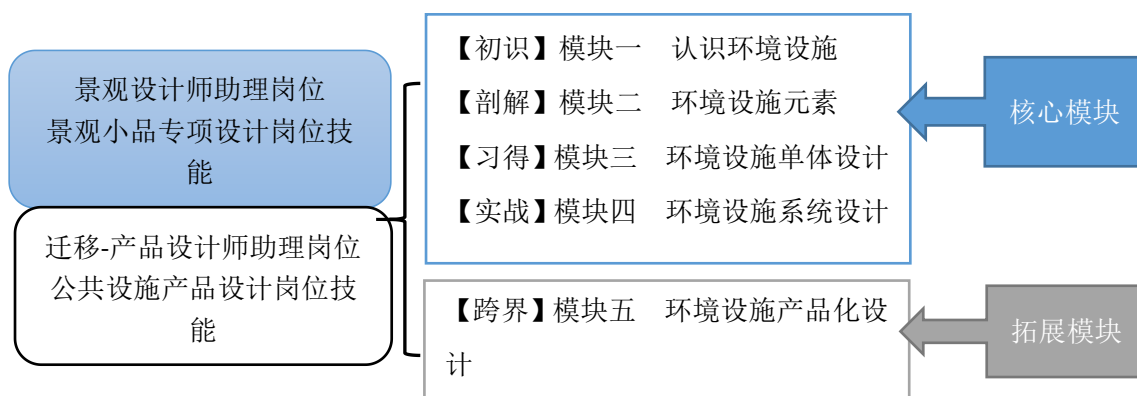 景观设计师助理岗位
景观小品专项设计岗位技
能
迁移-产品设计师助理岗位
公共设施产品设计岗位技
能
【初识】模块一 认识环境设施
【剖解】模块二 环境设施元素
【习得】模块三 环境设施单体设计
【实战】模块四 环境设施系统设计
核心模块
【跨界】模块五 环境设施产品化设
计
拓展模块